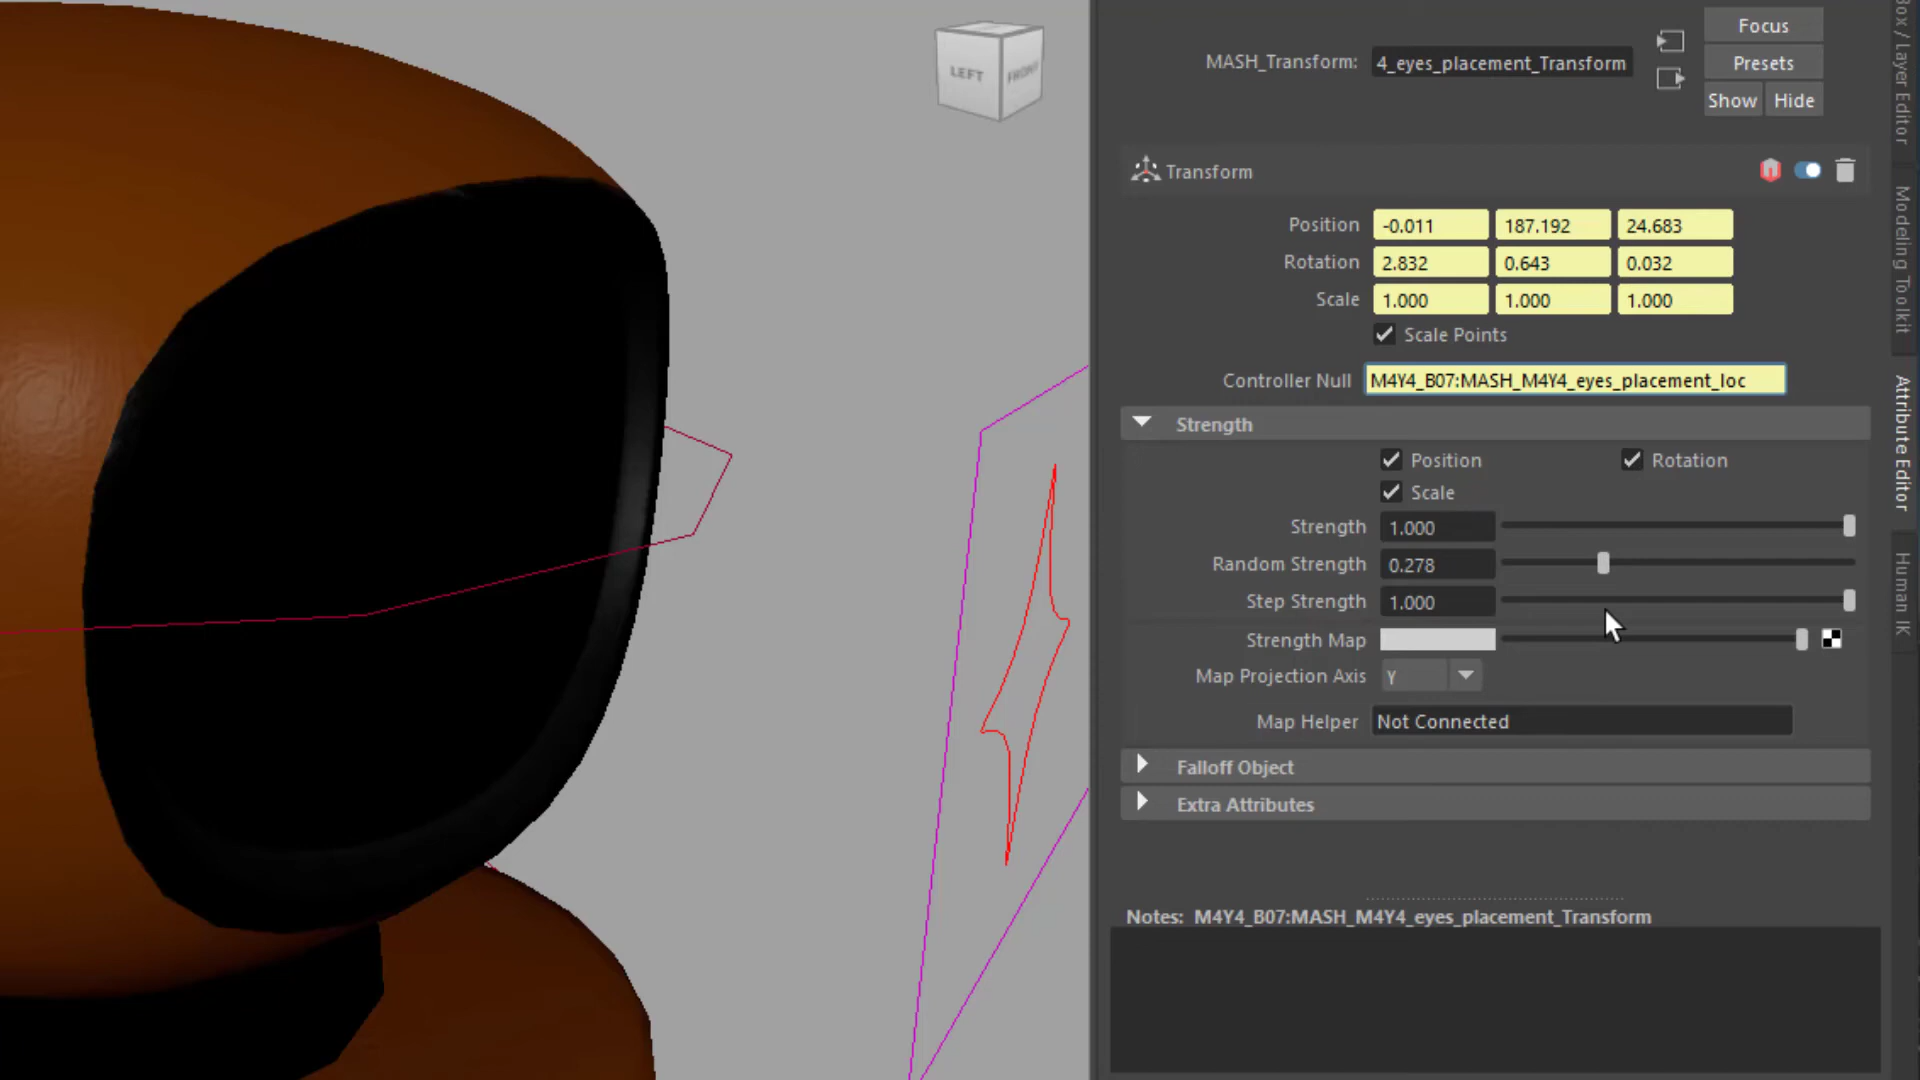 LEFT
FRONT
MASH_Transform: 4_eyes_placement_Transform
Focus
Presets
Show Hide
Transform
Position -0.011 187.192 24.683
Rotation 2.832 0.643 0.032
Scale 1.000 1.000 1.000
Scale Points
Controller Null M4Y4_B07:MASH_M4Y4_eyes_placement_loc
Strength
Position Rotation
Scale
Strength 1.000
Random Strength 0.278
Step Strength 1.000
Strength Map
Map Projection Axis Y
Map Helper Not Connected
Falloff Object
Extra Attributes
Notes: M4Y4_B07:MASH_M4Y4_eyes_placement_Transform
Box / Layer Editor
Modeling Toolkit
Attribute Editor
Human IK